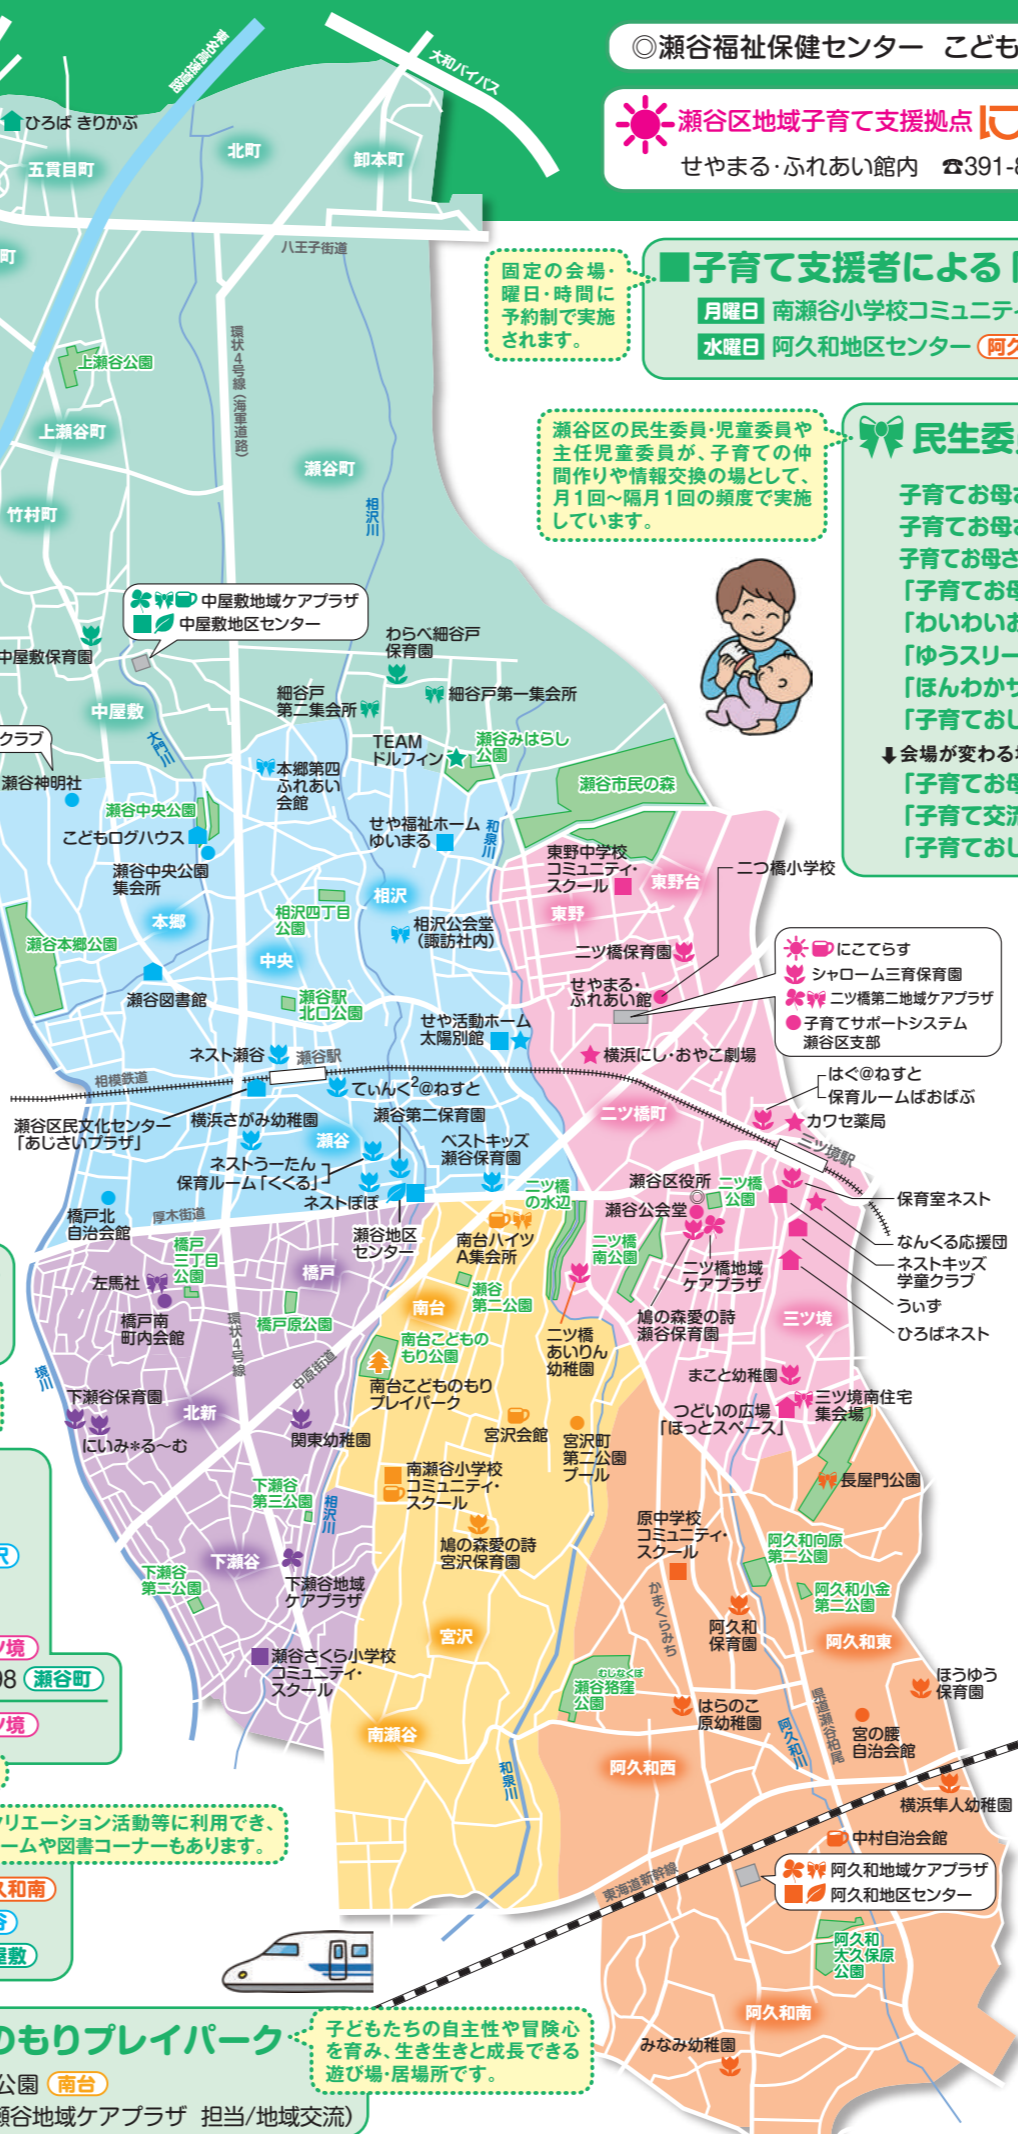 東名高速道路
大和バイパス
◎瀬谷福祉保健センター こども
瀬谷区地域子育て支援拠点 に
せやまる・ふれあい館内 ☎391-8
ひろば きりかぶ
五貫目町
北町
卸本町
町
八王子街道
固定の会場・
曜日・時間に
予約制で実施
されます。
■子育て支援者による
月曜日 南瀬谷小学校コミュニティ
水曜日 阿久和地区センター 阿久
環状4号線(海軍道路)
上瀬谷公園
上瀬谷町
瀬谷町
竹村町
相沢川
瀬谷区の民生委員・児童委員や
主任児童委員が、子育ての仲
間作りや情報交換の場として、
月1回〜隔月1回の頻度で実施
しています。
民生委員
子育てお母さ
子育てお母さ
子育てお母さ
「子育てお母
「わいわいお
「ゆうスリー
「ほんわかサ
「子育ておし
⬇会場が変わる場
「子育てお母
「子育て交流
「子育ておし
中屋敷地域ケアプラザ
中屋敷地区センター
中屋敷保育園
わらべ細谷戸
保育園
細谷戸
第二集会所
細谷戸第一集会所
中屋敷
大門川
クラブ
瀬谷神明社
TEAM
ドルフィン
瀬谷みはらし
公園
本郷第四
ふれあい
会館
瀬谷市民の森
瀬谷中央公園
こどもログハウス
せや福祉ホーム
ゆいまる
和泉川
瀬谷中央公園
集会所
東野中学校
コミュニティ・
スクール
東野台
二つ橋小学校
相沢
東野
本郷
相沢四丁目
公園
相沢公会堂
(諏訪社内)
瀬谷本郷公園
中央
二ツ橋保育園
にこてらす
シャローム三育保育園
二ツ橋第二地域ケアプラザ
子育てサポートシステム
瀬谷区支部
瀬谷図書館
瀬谷駅
北口公園
せやまる・
ふれあい館
せや活動ホーム
太陽別館
横浜にし・おやこ劇場
ネスト瀬谷
瀬谷駅
相模鉄道
てぃんく²@ねすと
はぐ@ねすと
保育ルームぱおぱぶ
カワセ薬局
瀬谷区民文化センター
「あじさいプラザ」
横浜さがみ幼稚園
瀬谷第二保育園
二ツ橋町
瀬谷
三ツ境駅
ネストうーたん
保育ルーム「くくる」
ベストキッズ
瀬谷保育園
ネストぽぽ
二ツ橋
の水辺
瀬谷区役所
二ツ橋
公園
瀬谷公会堂
保育室ネスト
橋戸北
自治会館
厚木街道
瀬谷地区
センター
南台ハイツ
A集会所
二ツ橋
南公園
なんくる応援団
橋戸
三丁目
公園
橋戸
二ツ橋地域
ケアプラザ
ネストキッズ
学童クラブ
左馬社
瀬谷
第二公園
うぃず
橋戸南
町内会館
環状4号線
橋戸原公園
南台
鳩の森愛の詩
瀬谷保育園
三ツ境
ひろばネスト
境川
中原街道
南台こどもの
もり公園
二ツ橋
あいりん
幼稚園
南台こどものもり
プレイパーク
まこと幼稚園
下瀬谷保育園
北新
つどいの広場
「ほっとスペース」
三ツ境南住宅
集会場
にいみ*る〜む
関東幼稚園
宮沢会館
宮沢町
第二公園
プール
下瀬谷
第三公園
相沢川
南瀬谷小学校
コミュニティ・
スクール
長屋門公園
原中学校
コミュニティ・
スクール
阿久和向原
第二公園
鳩の森愛の詩
宮沢保育園
下瀬谷
第二公園
下瀬谷
下瀬谷地域
ケアプラザ
かまくらみち
阿久和小金
第二公園
阿久和
保育園
阿久和東
宮沢
瀬谷さくら小学校
コミュニティ・
スクール
むじなくぼ
瀬谷狢窪
公園
ほうゆう
保育園
沢
ツ境
98 瀬谷町
ツ境
はらのこ
原幼稚園
県道瀬谷柏尾
宮の腰
自治会館
南瀬谷
阿久和川
阿久和西
和泉川
横浜隼人幼稚園
クリエーション活動等に利用でき、
ームや図書コーナーもあります。
中村自治会館
久和南
谷
屋敷
東海道新幹線
阿久和地域ケアプラザ
阿久和地区センター
阿久和
大久保原
公園
阿久和南
のもりプレイパーク
公園 南台
瀬谷地域ケアプラザ 担当/地域交流)
子どもたちの自主性や冒険心
を育み、生き生きと成長できる
遊び場・居場所です。
みなみ幼稚園